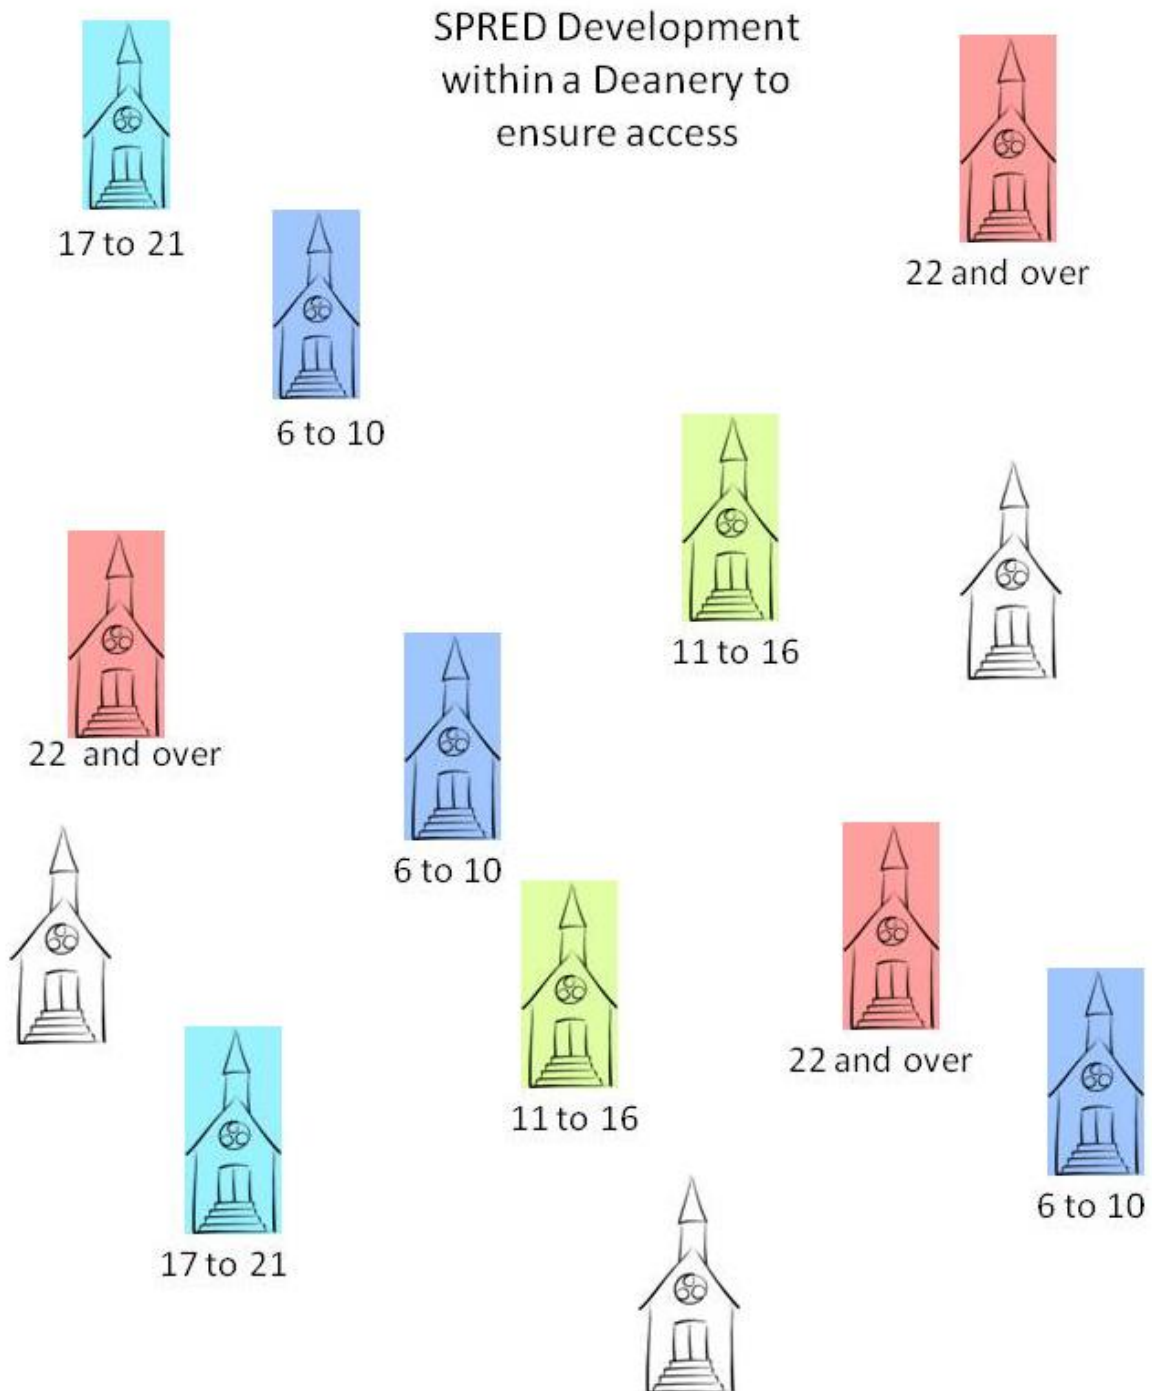 SPRED Development
within a Deanery to
ensure access
17 to 21
22 and over
6 to 10
11 to 16
22 and over
6 to 10
22 and over
11 to 16
6 to 10
17 to 21